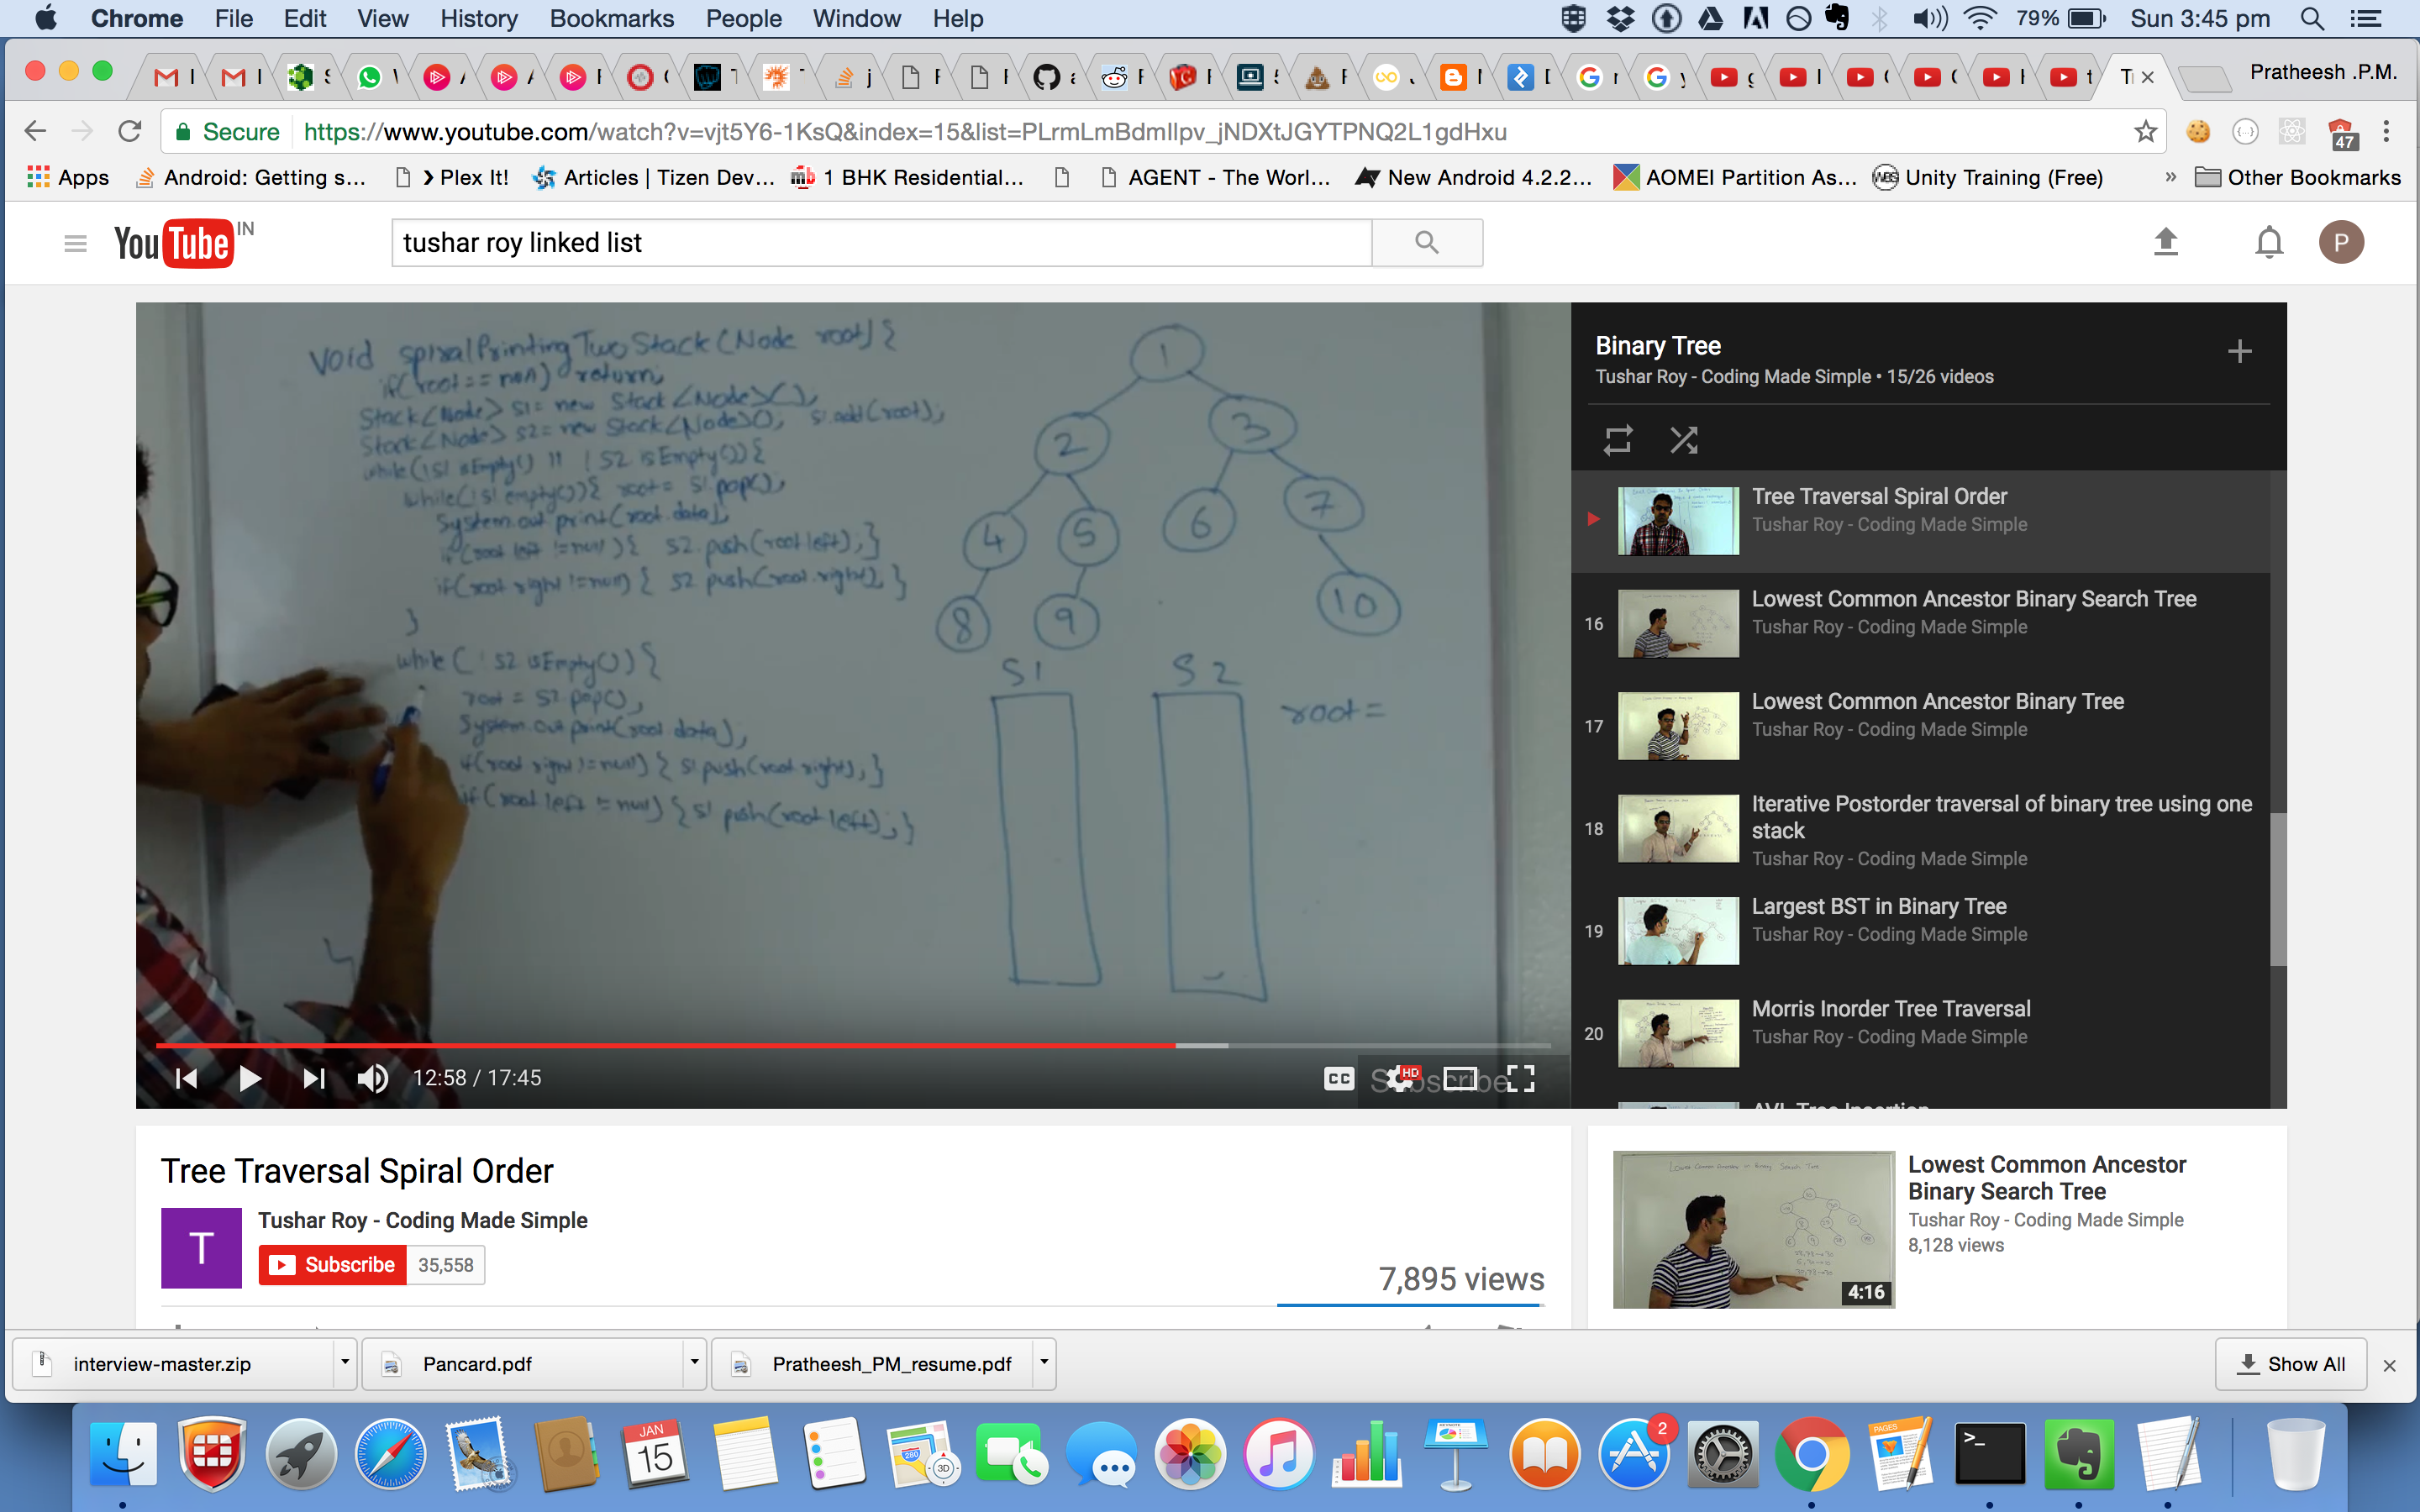 Chrome File Edit View History Bookmarks People Window Help 79% Sun 3:45 pm
Pratheesh .P.M.
Secure https://www.youtube.com/watch?v=vjt5Y6-1KsQ&index=15&list=PLrmLmBdmIlpv_jNDXtJGYTPNQ2L1gdHxu 47
Apps Android: Getting s... ❯ Plex It! Articles | Tizen Dev... 1 BHK Residential... AGENT - The Worl... New Android 4.2.2... AOMEI Partition As... Unity Training (Free) » Other Bookmarks
YouTube IN tushar roy linked list P
void spiralPrintingTwoStack(Node root){
if(root == null) return;
Stack<Node> s1 = new Stack<Node>();
Stack<Node> s2 = new Stack<Node>(); s1.add(root);
while(!s1 isEmpty() || !s2 isEmpty()){
while(!s1.empty()){ root = s1.pop();
System.out.print(root.data);
if(root left != null){ s2.push(root.left);}
if(root right != null){ s2 push(root.right);}
}
while( !s2 isEmpty()){
root = s2.pop();
System.out.print(root.data);
if(root right != null){ s1 push(root.right);}
if(root left != null){ s1 push(root left);}
1
2 3
4 5 6 7
8 9 10
S1 S2
root =
12:58 / 17:45
CC HD Subscribe
Binary Tree
Tushar Roy - Coding Made Simple • 15/26 videos
Tree Traversal Spiral Order
Tushar Roy - Coding Made Simple
16 Lowest Common Ancestor Binary Search Tree
Tushar Roy - Coding Made Simple
17 Lowest Common Ancestor Binary Tree
Tushar Roy - Coding Made Simple
18 Iterative Postorder traversal of binary tree using one
stack
Tushar Roy - Coding Made Simple
19 Largest BST in Binary Tree
Tushar Roy - Coding Made Simple
20 Morris Inorder Tree Traversal
Tushar Roy - Coding Made Simple
AVL Tree Insertion
Tree Traversal Spiral Order
T Tushar Roy - Coding Made Simple
Subscribe 35,558
7,895 views
Lowest Common Ancestor
Binary Search Tree
Tushar Roy - Coding Made Simple
8,128 views
4:16
interview-master.zip Pancard.pdf Pratheesh_PM_resume.pdf Show All
JAN
15
280
3D
2
PAGES
>_